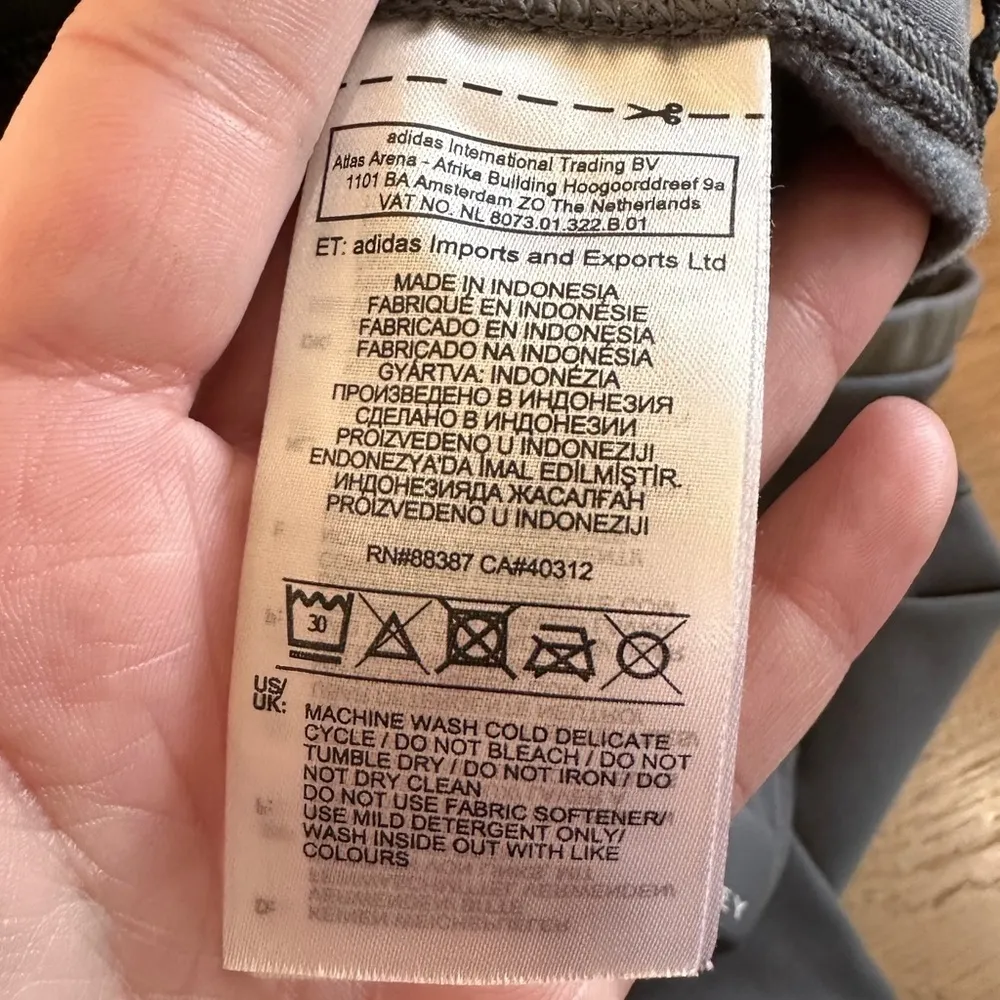 adidas International Trading BV
Atlas Arena - Afrika Building Hoogoorddreef 9a
1101 BA Amsterdam ZO The Netherlands
VAT NO. NL 8073.01.322.B.01
ET: adidas Imports and Exports Ltd
MADE IN INDONESIA
FABRIQUÉ EN INDONÉSIE
FABRICADO EN INDONESIA
FABRICADO NA INDONÉSIA
GYÁRTVA: INDONÉZIA
ПРОИЗВЕДЕНО В ИНДОНЕЗИЯ
СДЕЛАНО В ИНДОНЕЗИИ
PROIZVEDENO U INDONEZIJI
ENDONEZYA'DA İMAL EDİLMİŞTİR.
ИНДОНЕЗИЯДА ЖАСАЛҒАН
PROIZVEDENO U INDONEZIJI
RN#88387 CA#40312
30
US/
UK:
MACHINE WASH COLD DELICATE
CYCLE / DO NOT BLEACH / DO NOT
TUMBLE DRY / DO NOT IRON / DO
NOT DRY CLEAN
DO NOT USE FABRIC SOFTENER/
USE MILD DETERGENT ONLY/
WASH INSIDE OUT WITH LIKE
COLOURS